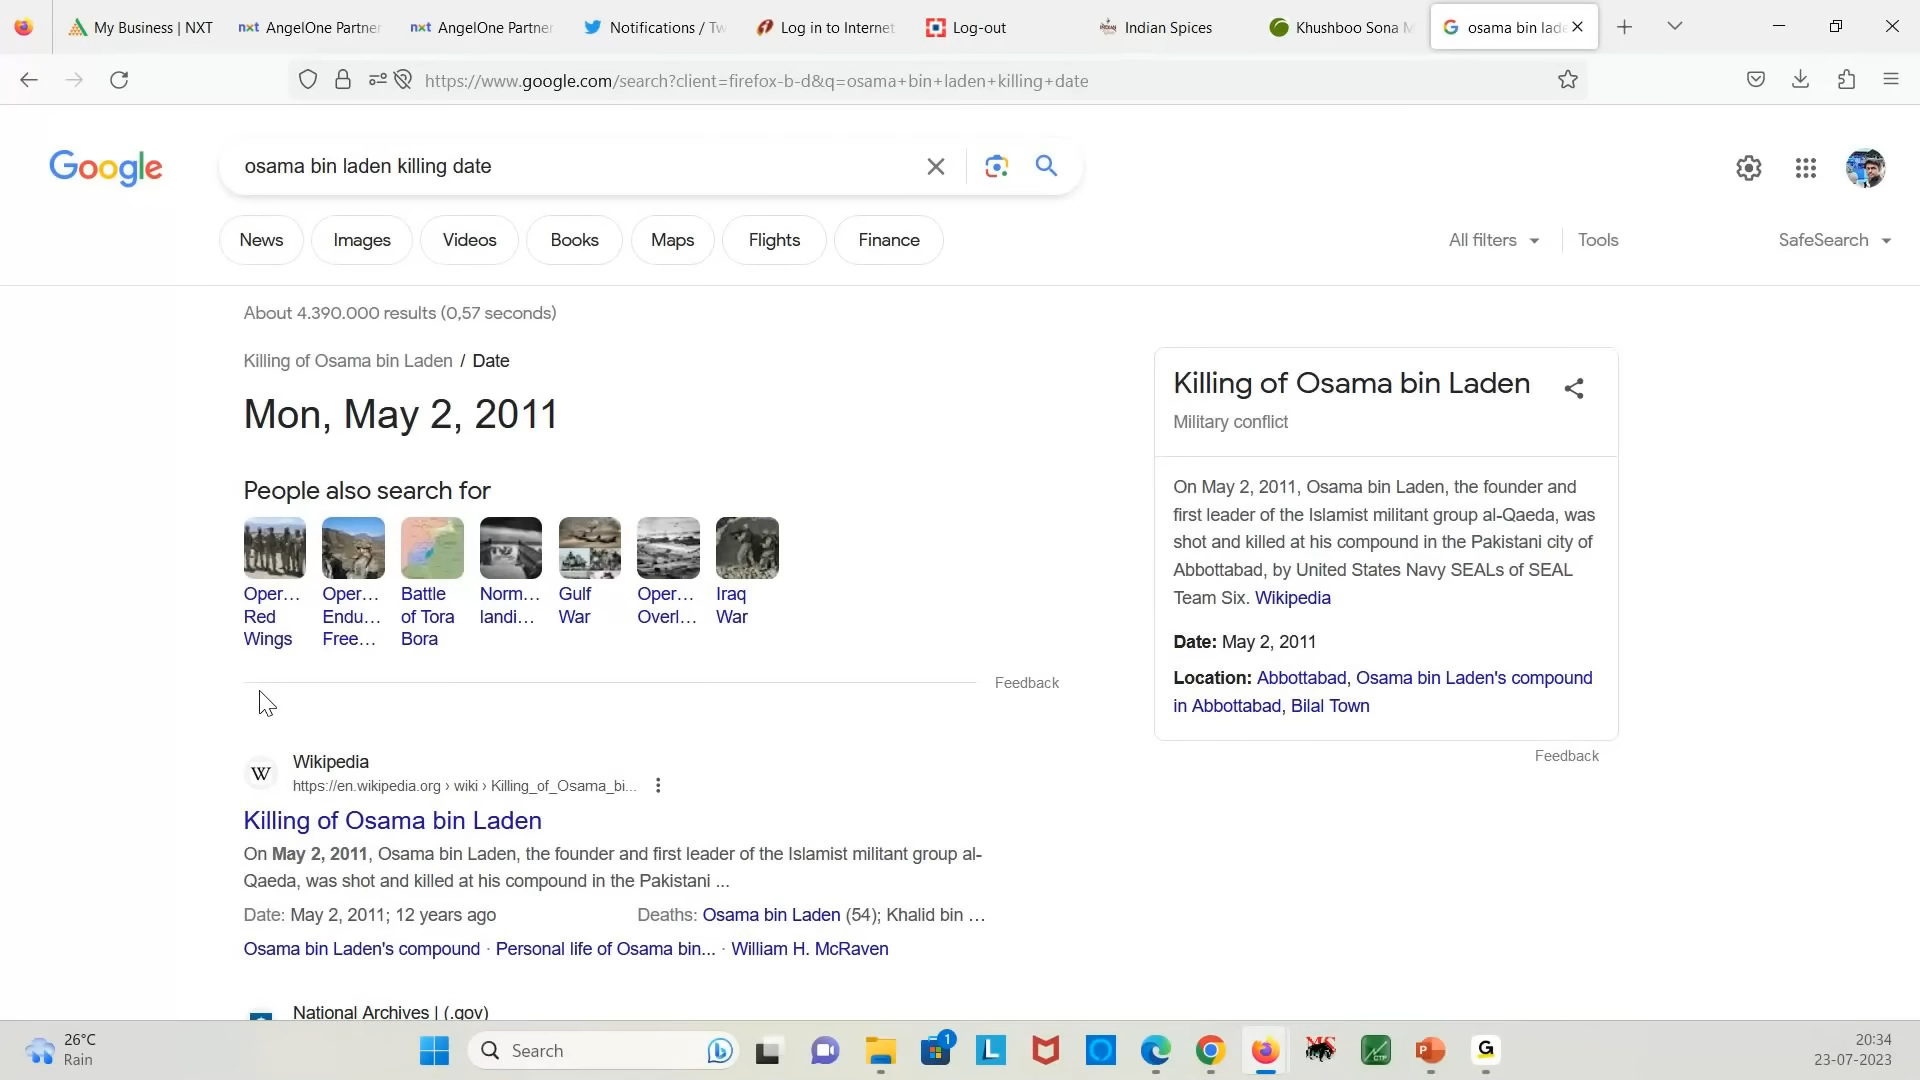 My Business | NXT
AngelOne Partner
AngelOne Partner
Notifications / Tw
Log in to Internet
Log-out
Indian Spices
Khushboo Sona M
osama bin lade
https://www.google.com/search?client=firefox-b-d&q=osama+bin+laden+killing+date
Google
osama bin laden killing date
News
Images
Videos
Books
Maps
Flights
Finance
All filters
Tools
SafeSearch
About 4.390.000 results (0,57 seconds)
Killing of Osama bin Laden / Date
Mon, May 2, 2011
People also search for
Oper...
Red
Wings
Oper...
Endu...
Free...
Battle
of Tora
Bora
Norm...
landi...
Gulf
War
Oper...
Overl...
Iraq
War
Feedback
Wikipedia
https://en.wikipedia.org › wiki › Killing_of_Osama_bi...
Killing of Osama bin Laden
On May 2, 2011, Osama bin Laden, the founder and first leader of the Islamist militant group al-
Qaeda, was shot and killed at his compound in the Pakistani ...
Date: May 2, 2011; 12 years ago
Deaths: Osama bin Laden (54); Khalid bin ...
Osama bin Laden's compound · Personal life of Osama bin... · William H. McRaven
National Archives | (.gov)
Killing of Osama bin Laden
Military conflict
On May 2, 2011, Osama bin Laden, the founder and
first leader of the Islamist militant group al-Qaeda, was
shot and killed at his compound in the Pakistani city of
Abbottabad, by United States Navy SEALs of SEAL
Team Six. Wikipedia
Date: May 2, 2011
Location: Abbottabad, Osama bin Laden's compound
in Abbottabad, Bilal Town
Feedback
26°C
Rain
Search
1
20:34
23-07-2023